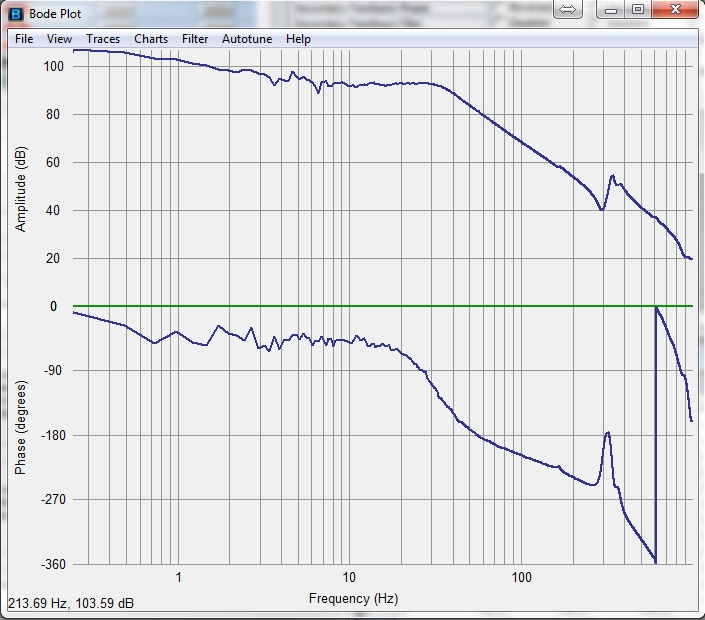 Bode Plot
File View Traces Charts Filter Autotune Help
Amplitude (dB)
100
80
60
40
20
0
Phase (degrees)
-90
-180
-270
-360
1 10 100
Frequency (Hz)
213.69 Hz, 103.59 dB